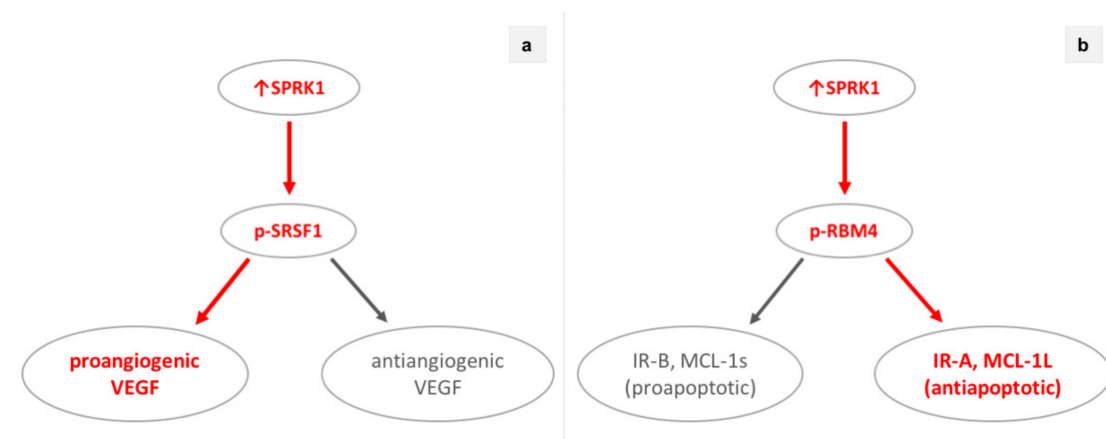 a
↑SPRK1
p-SRSF1
proangiogenic
VEGF
antiangiogenic
VEGF
b
↑SPRK1
p-RBM4
IR-B, MCL-1s
(proapoptotic)
IR-A, MCL-1L
(antiapoptotic)